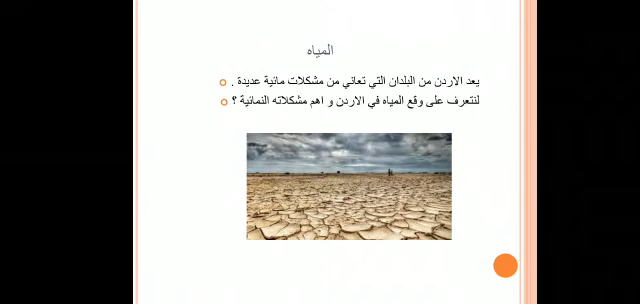 المياه
يعد الاردن من البلدان التي تعاني من مشكلات مائية عديدة .
لنتعرف على وقع المياه في الاردن و اهم مشكلاته النمائية ؟